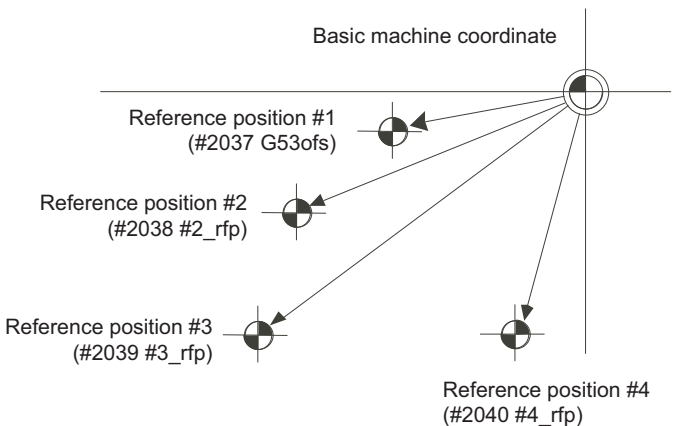 Basic machine coordinate
Reference position #1
(#2037 G53ofs)
Reference position #2
(#2038 #2_rfp)
Reference position #3
(#2039 #3_rfp)
Reference position #4
(#2040 #4_rfp)